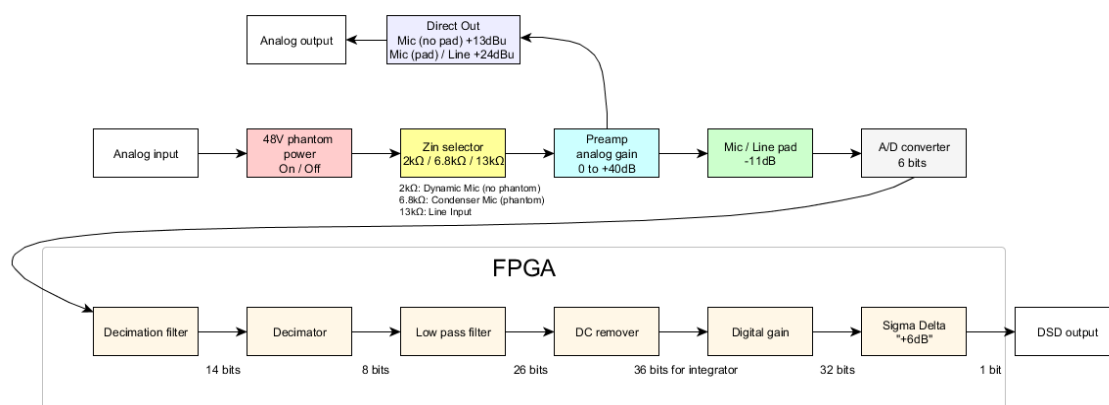 Analog output
Direct Out
Mic (no pad) +13dBu
Mic (pad) / Line +24dBu
Analog input
48V phantom
power
On / Off
Zin selector
2kΩ / 6.8kΩ / 13kΩ
Preamp
analog gain
0 to +40dB
Mic / Line pad
-11dB
A/D converter
6 bits
2kΩ: Dynamic Mic (no phantom)
6.8kΩ: Condenser Mic (phantom)
13kΩ: Line Input
FPGA
Decimation filter
Decimator
Low pass filter
DC remover
Digital gain
Sigma Delta
"+6dB"
DSD output
14 bits
8 bits
26 bits
36 bits for integrator
32 bits
1 bit